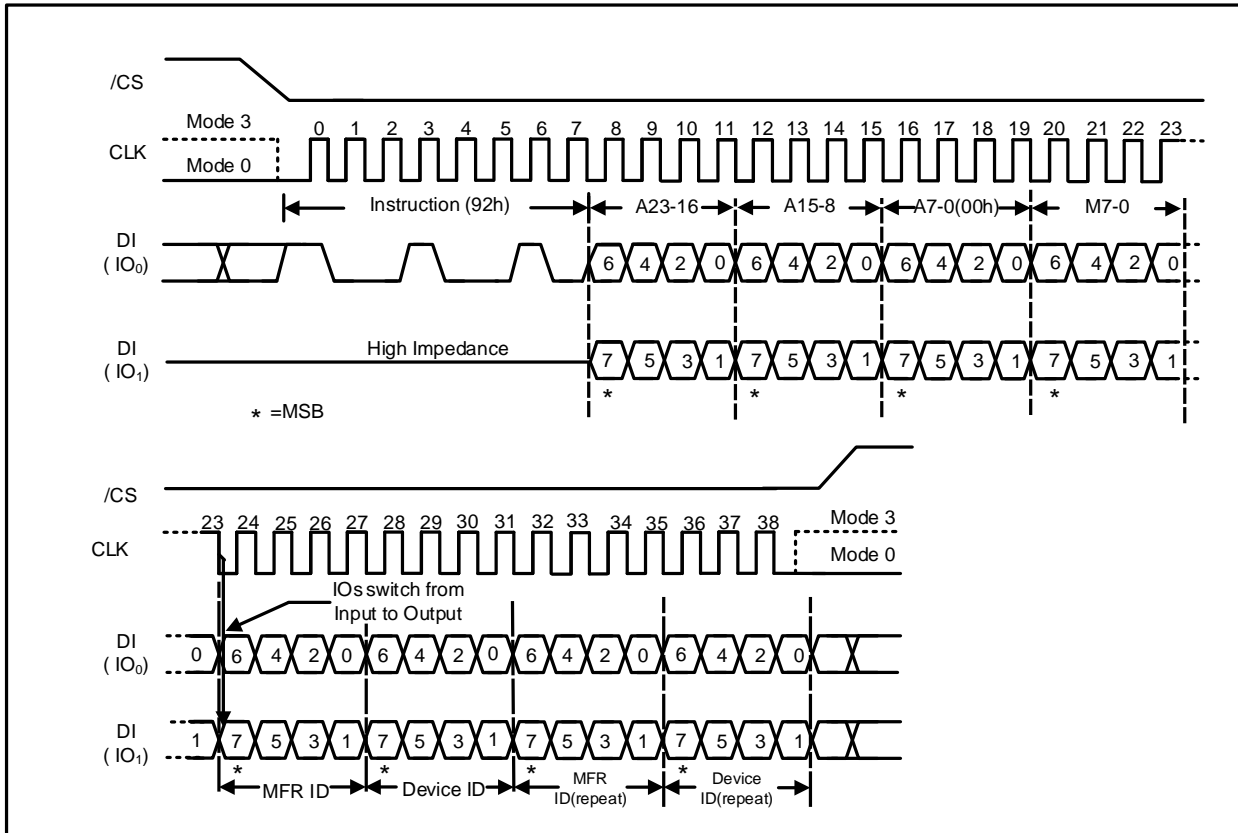 /CS
Mode 3
CLK
Mode 0
0 1 2 3 4 5 6 7 8 9 10 11 12 13 14 15 16 17 18 19 20 21 22 23
Instruction (92h) A23-16 A15-8 A7-0(00h) M7-0
DI
( IO0)
6 4 2 0 6 4 2 0 6 4 2 0 6 4 2 0
High Impedance
DI
( IO1)
7 5 3 1 7 5 3 1 7 5 3 1 7 5 3 1
* * * *
* =MSB
/CS
23 24 25 26 27 28 29 30 31 32 33 34 35 36 37 38
Mode 3
CLK
Mode 0
IOs switch from
Input to Output
DI
( IO0)
0 6 4 2 0 6 4 2 0 6 4 2 0 6 4 2 0
DI
( IO1)
1 7 5 3 1 7 5 3 1 7 5 3 1 7 5 3 1
* * * *
MFR ID Device ID MFR
ID(repeat) Device
ID(repeat)